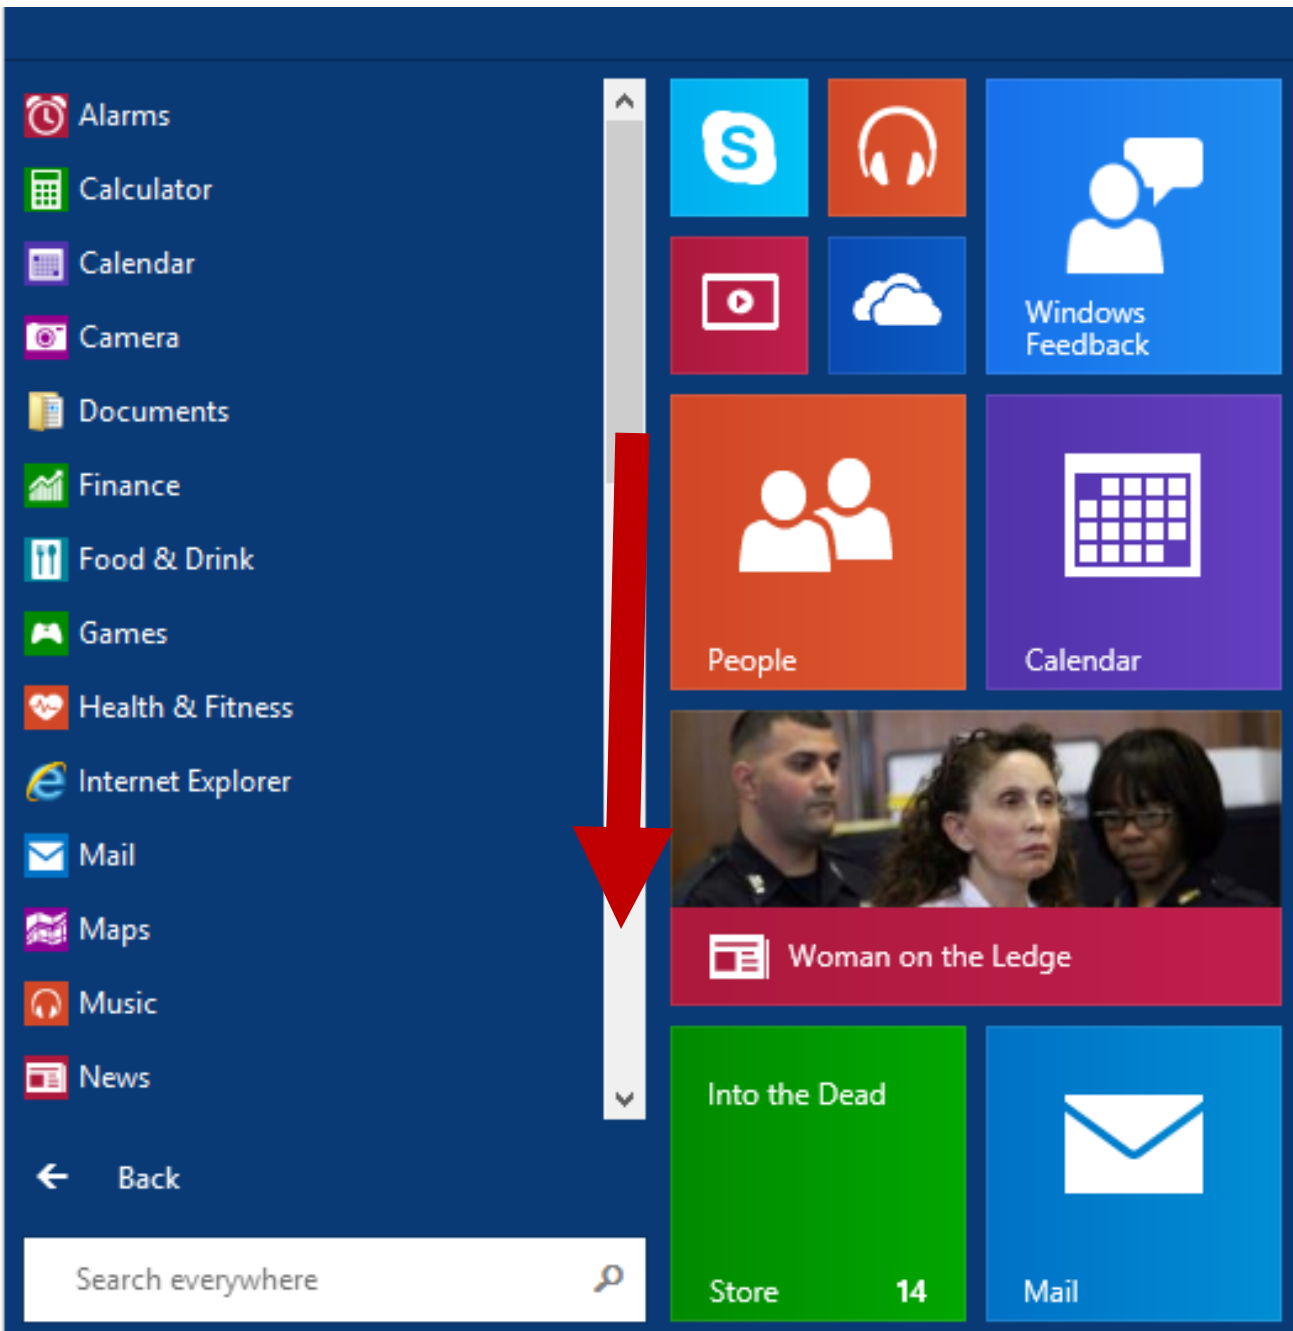 Alarms
Calculator
Calendar
Camera
Documents
Finance
Food & Drink
Games
Health & Fitness
Internet Explorer
Mail
Maps
Music
News
Back
Search everywhere
S
Windows
Feedback
People
Calendar
Woman on the Ledge
Into the Dead
Store 14
Mail